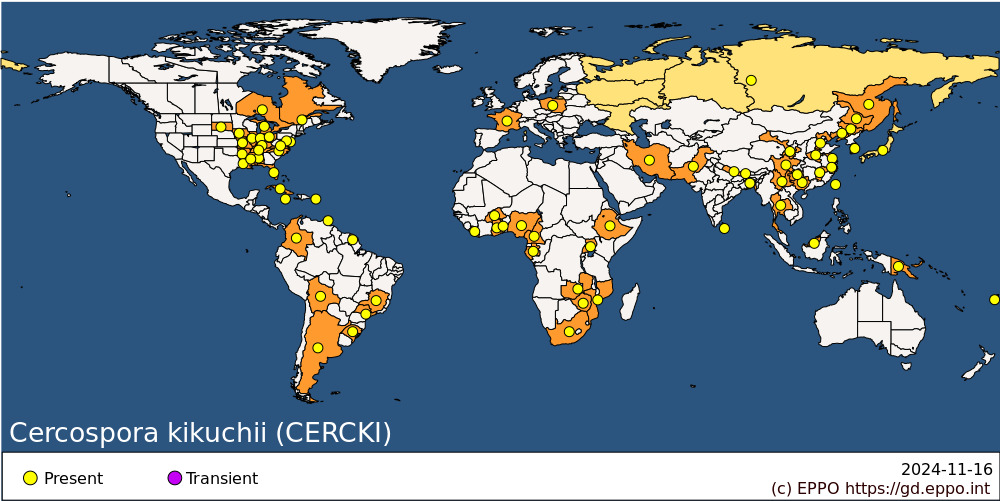 Cercospora kikuchii (CERCKI)
Present
Transient
2024-11-16
(c) EPPO https://gd.eppo.int